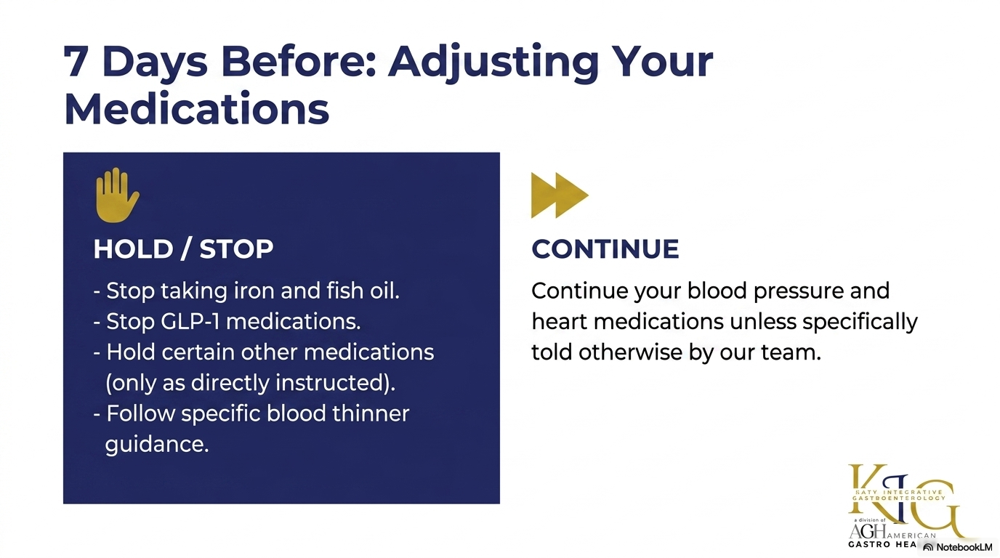 7 Days Before: Adjusting Your
Medications
HOLD / STOP
- Stop taking iron and fish oil.
- Stop GLP-1 medications.
- Hold certain other medications
(only as directly instructed).
- Follow specific blood thinner
guidance.
CONTINUE
Continue your blood pressure and
heart medications unless specifically
told otherwise by our team.
KIG
KATY INTEGRATIVE
GASTROENTEROLOGY
a division of
AGH AMERICAN
GASTRO
NotebookLM